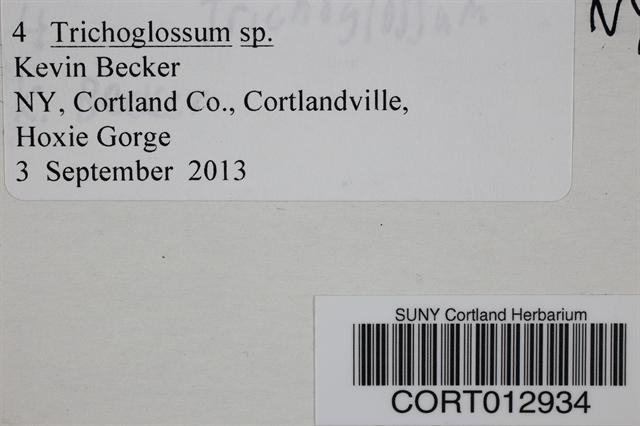 4 Trichoglossum sp.
Kevin Becker
NY, Cortland Co., Cortlandville,
Hoxie Gorge
3 September 2013
SUNY Cortland Herbarium
CORT012934